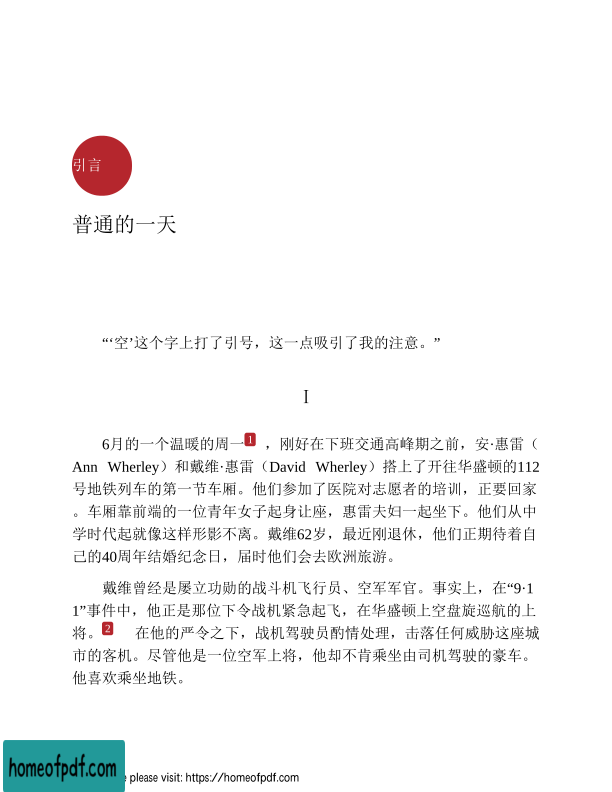 引言
普通的一天
“‘空’这个字上打了引号，这一点吸引了我的注意。”
I
6月的一个温暖的周一1 ，刚好在下班交通高峰期之前，安·惠雷（
Ann Wherley）和戴维·惠雷（David Wherley）搭上了开往华盛顿的112
号地铁列车的第一节车厢。他们参加了医院对志愿者的培训，正要回家
。车厢靠前端的一位青年女子起身让座，惠雷夫妇一起坐下。他们从中
学时代起就像这样形影不离。戴维62岁，最近刚退休，他们正期待着自
己的40周年结婚纪念日，届时他们会去欧洲旅游。
戴维曾经是屡立功勋的战斗机飞行员、空军军官。事实上，在“9·1
1”事件中，他正是那位下令战机紧急起飞，在华盛顿上空盘旋巡航的上
将。2 在他的严令之下，战机驾驶员酌情处理，击落任何威胁这座城
市的客机。尽管他是一位空军上将，他却不肯乘坐由司机驾驶的豪车。
他喜欢乘坐地铁。
homeofpdf.com
e please visit: https://homeofpdf.com